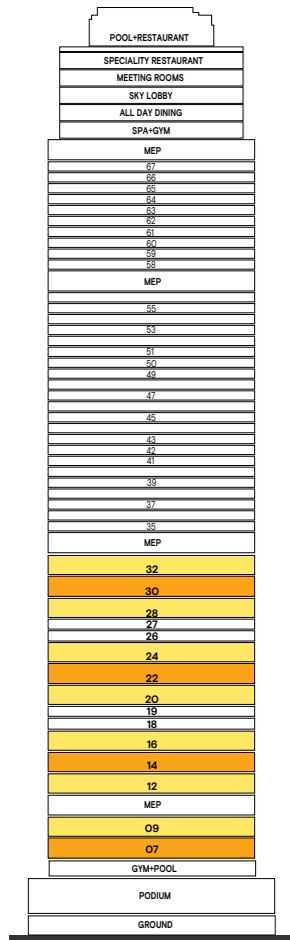 POOL+RESTAURANT
SPECIALITY RESTAURANT
MEETING ROOMS
SKY LOBBY
ALL DAY DINING
SPA+GYM
MEP
67
66
65
64
63
62
61
60
59
58
MEP
55
53
51
50
49
47
45
43
42
41
39
37
35
MEP
32
30
28
27
26
24
22
20
19
18
16
14
12
MEP
09
07
GYM+POOL
PODIUM
GROUND